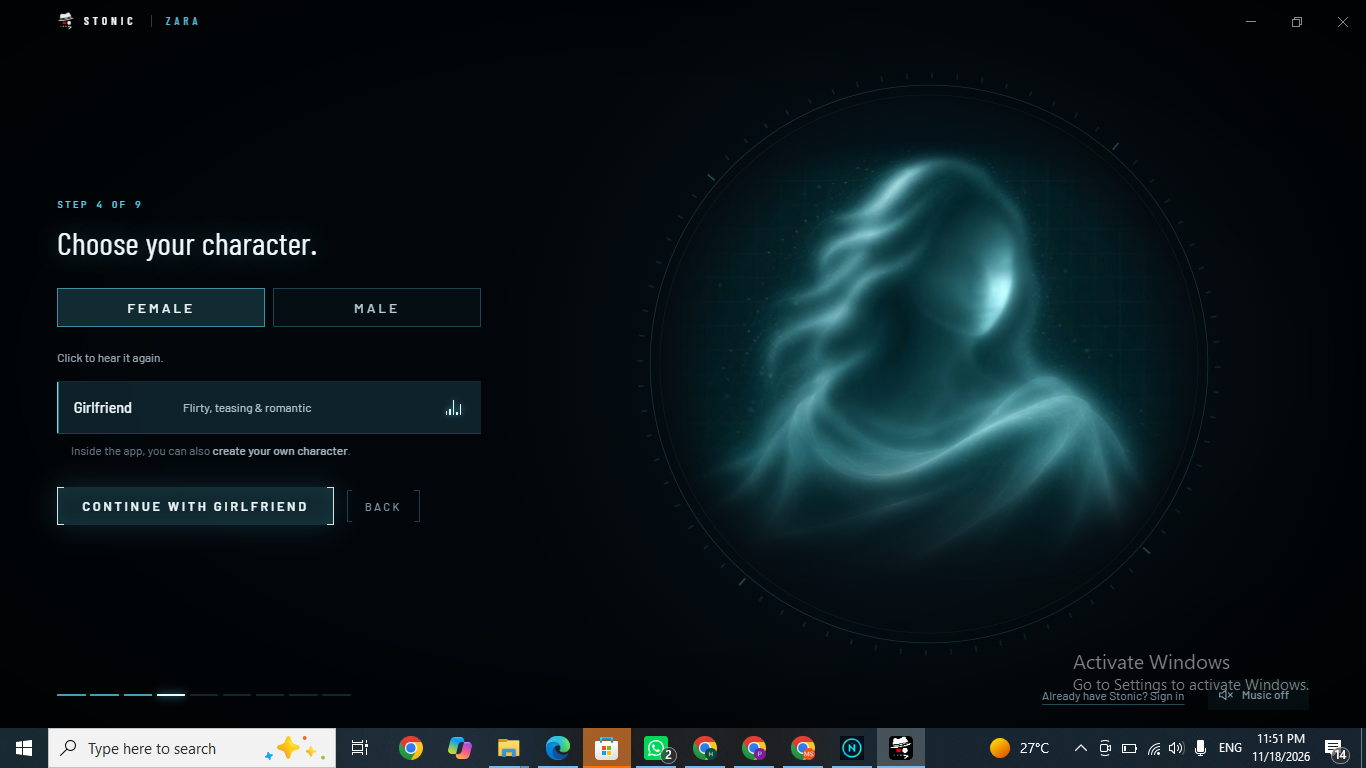 STONIC | ZARA
STEP 4 OF 9
Choose your character.
FEMALE
MALE
Click to hear it again.
Girlfriend
Flirty, teasing & romantic
Inside the app, you can also create your own character.
CONTINUE WITH GIRLFRIEND
BACK
Activate Windows
Go to Settings to activate Windows.
Already have Stonic? Sign in
Music off
Type here to search
2
H
P
MS
N
27°C
ENG
11:51 PM
11/18/2026
14